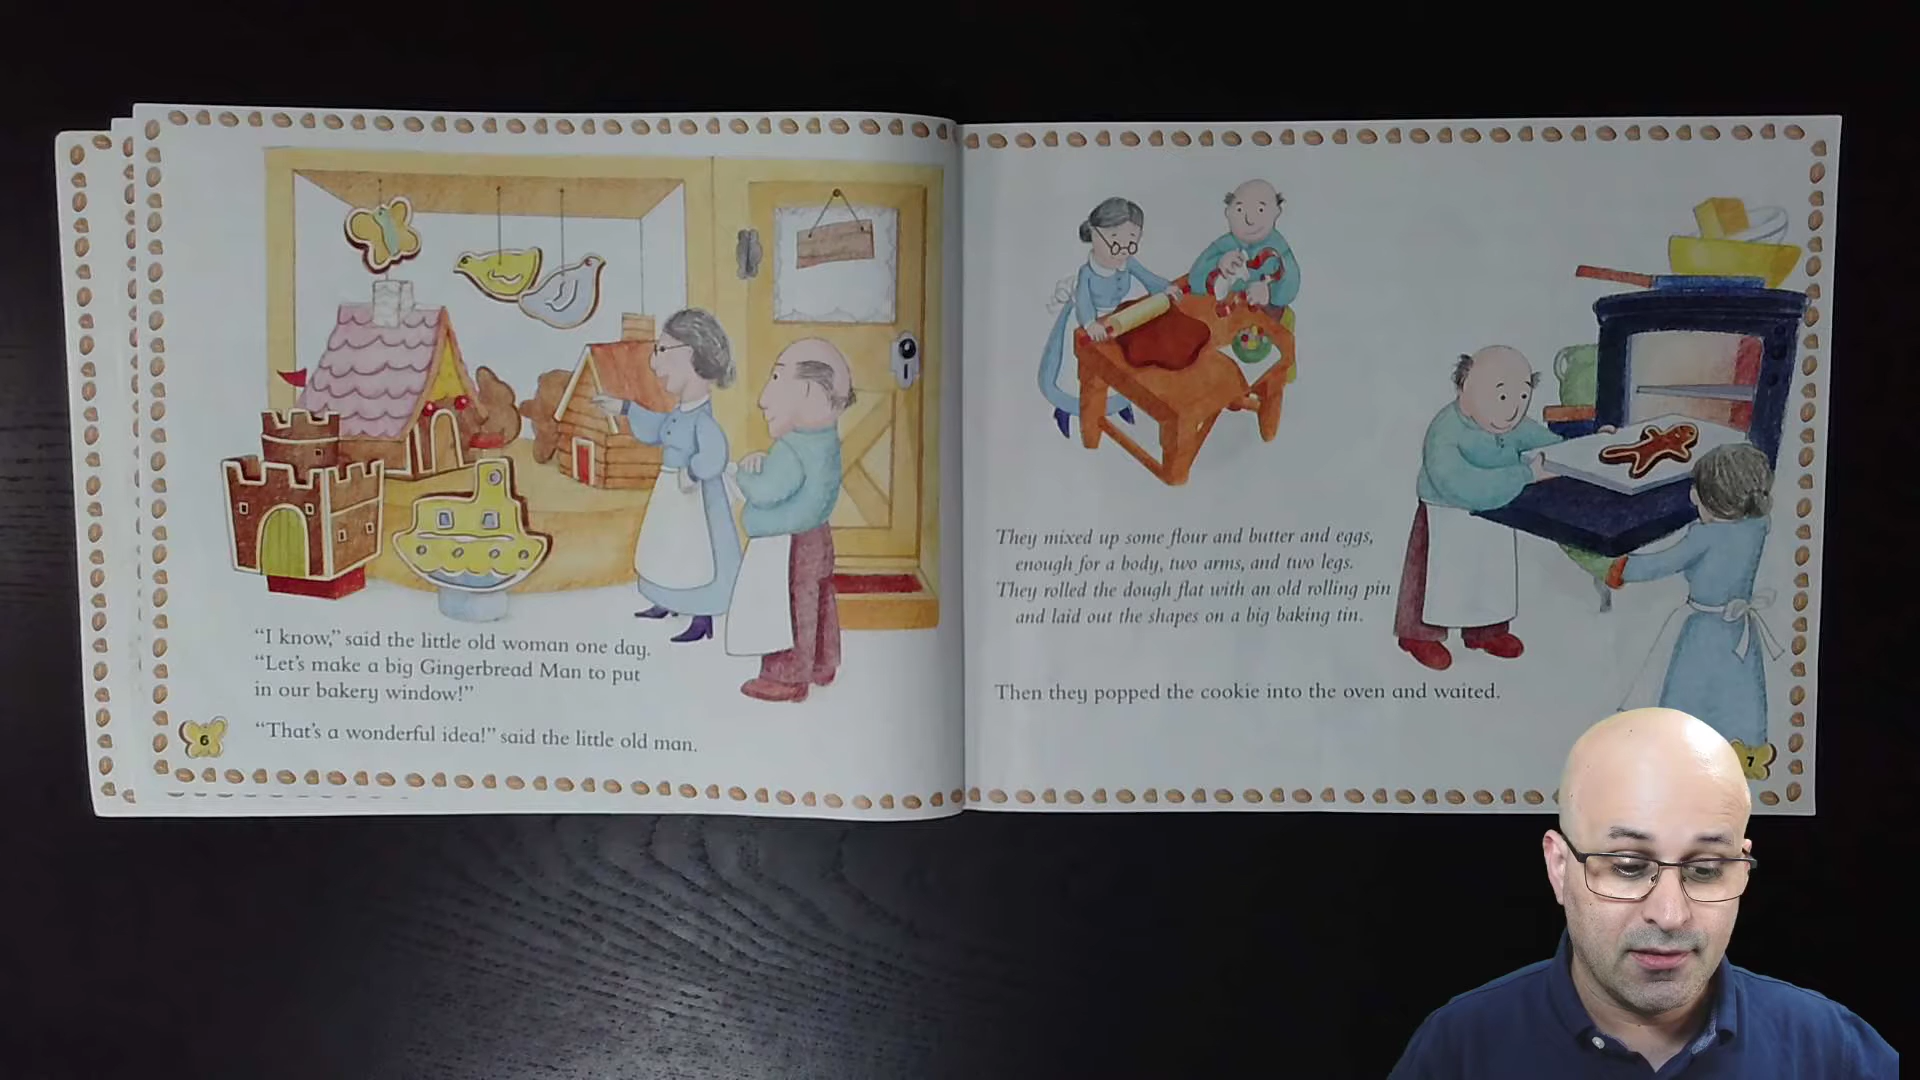 “I know,” said the little old woman one day.
“Let’s make a big Gingerbread Man to put
in our bakery window!”
“That’s a wonderful idea!” said the little old man.
6
They mixed up some flour and butter and eggs,
enough for a body, two arms, and two legs.
They rolled the dough flat with an old rolling pin
and laid out the shapes on a big baking tin.
Then they popped the cookie into the oven and waited.
7